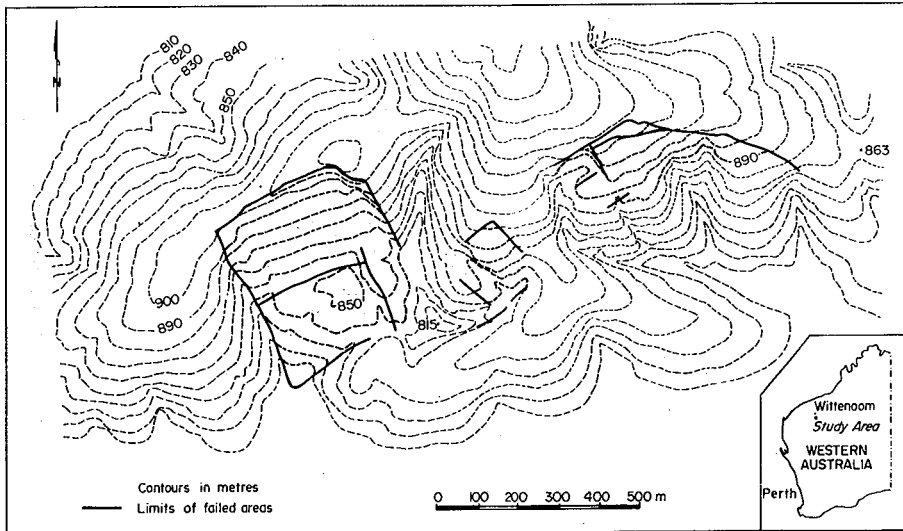 810
820
830
840
850
N
890
863
900
890
850
815
Wittenoom
Study Area
WESTERN
AUSTRALIA
Perth
Contours in metres
Limits of failed areas
0 100 200 300 400 500 m